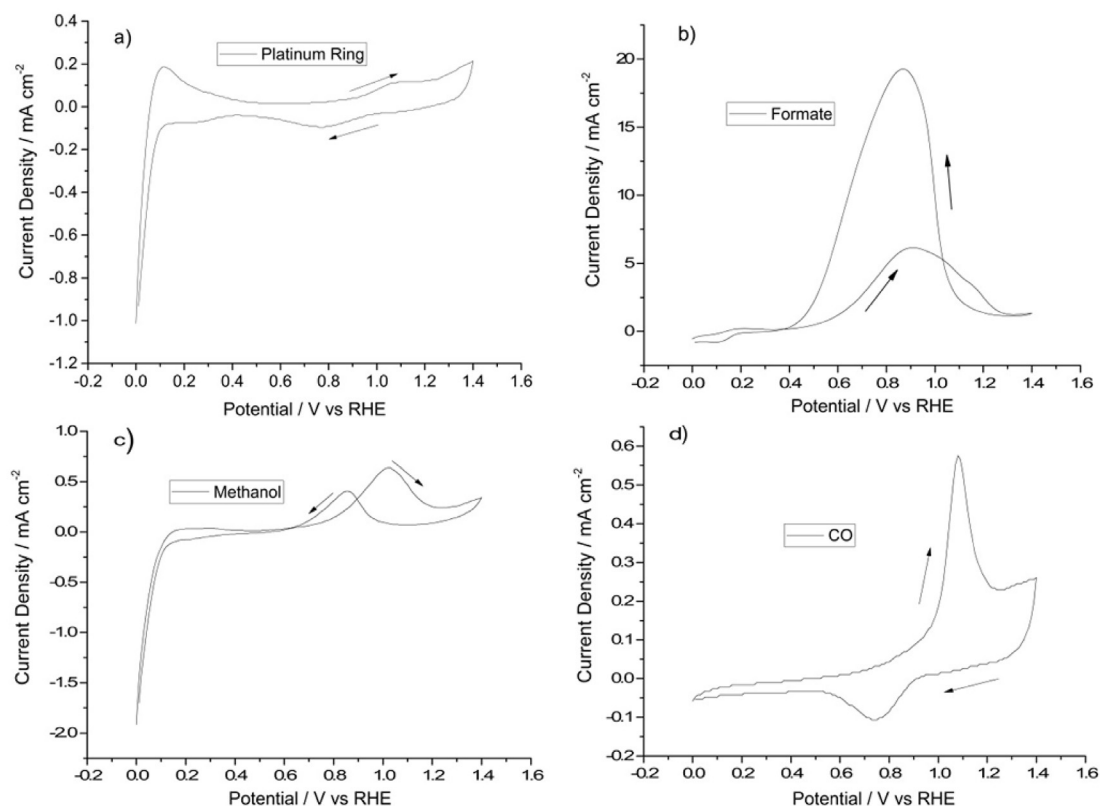 a)
Platinum Ring
Current Density / mA cm-2
0.4
0.2
0.0
-0.2
-0.4
-0.6
-0.8
-1.0
-1.2
-0.2 0.0 0.2 0.4 0.6 0.8 1.0 1.2 1.4 1.6
Potential / V vs RHE
b)
Formate
Current Density / mA cm-2
20
15
10
5
0
-0.2 0.0 0.2 0.4 0.6 0.8 1.0 1.2 1.4 1.6
Potential / V vs RHE
c)
Methanol
Current Density / mA cm-2
1.0
0.5
0.0
-0.5
-1.0
-1.5
-2.0
-0.2 0.0 0.2 0.4 0.6 0.8 1.0 1.2 1.4 1.6
Potential / V vs RHE
d)
CO
Current Density / mA cm-2
0.6
0.5
0.4
0.3
0.2
0.1
0.0
-0.1
-0.2
-0.2 0.0 0.2 0.4 0.6 0.8 1.0 1.2 1.4 1.6
Potential / V vs RHE